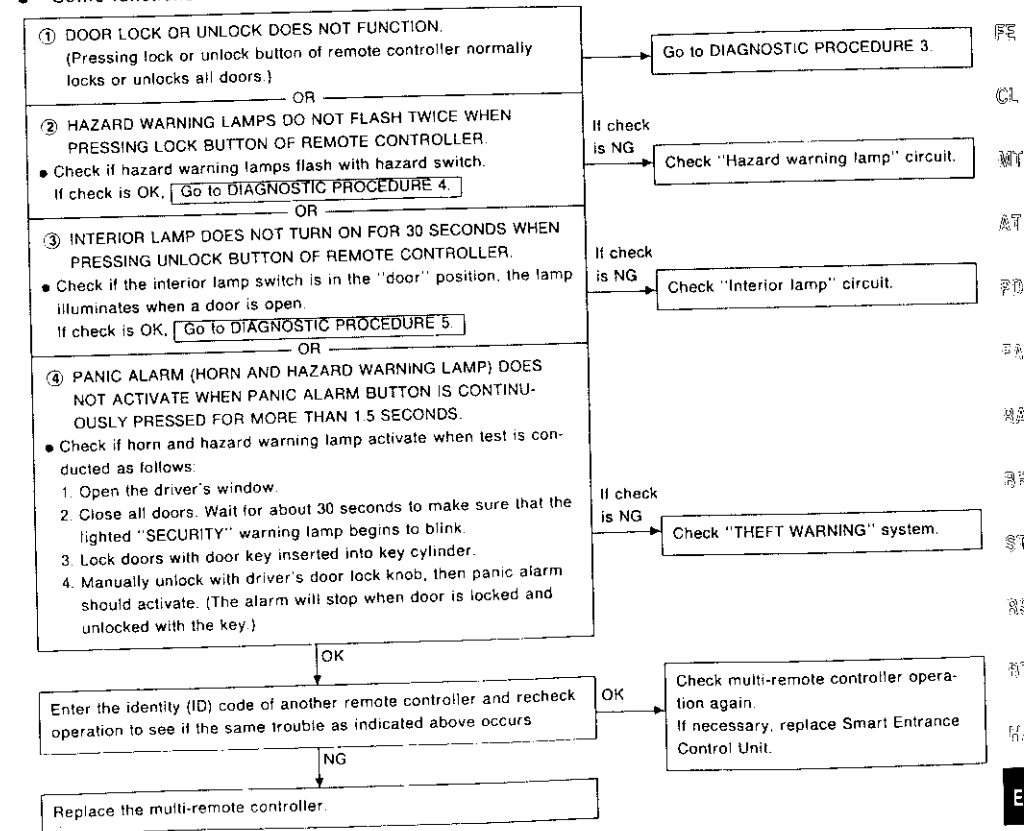 ① DOOR LOCK OR UNLOCK DOES NOT FUNCTION.
(Pressing lock or unlock button of remote controller normally
locks or unlocks all doors.)
Go to DIAGNOSTIC PROCEDURE 3.
OR
② HAZARD WARNING LAMPS DO NOT FLASH TWICE WHEN
PRESSING LOCK BUTTON OF REMOTE CONTROLLER.
● Check if hazard warning lamps flash with hazard switch.
If check is OK, Go to DIAGNOSTIC PROCEDURE 4.
If check
is NG
Check "Hazard warning lamp" circuit.
OR
③ INTERIOR LAMP DOES NOT TURN ON FOR 30 SECONDS WHEN
PRESSING UNLOCK BUTTON OF REMOTE CONTROLLER.
● Check if the interior lamp switch is in the "door" position, the lamp
illuminates when a door is open.
If check is OK, Go to DIAGNOSTIC PROCEDURE 5.
If check
is NG
Check "Interior lamp" circuit.
OR
④ PANIC ALARM (HORN AND HAZARD WARNING LAMP) DOES
NOT ACTIVATE WHEN PANIC ALARM BUTTON IS CONTINU-
OUSLY PRESSED FOR MORE THAN 1.5 SECONDS.
● Check if horn and hazard warning lamp activate when test is con-
ducted as follows:
1. Open the driver's window.
2. Close all doors. Wait for about 30 seconds to make sure that the
lighted "SECURITY" warning lamp begins to blink.
3. Lock doors with door key inserted into key cylinder.
4. Manually unlock with driver's door lock knob, then panic alarm
should activate. (The alarm will stop when door is locked and
unlocked with the key.)
If check
is NG
Check "THEFT WARNING" system.
OK
Enter the identity (ID) code of another remote controller and recheck
operation to see if the same trouble as indicated above occurs
OK
Check multi-remote controller opera-
tion again.
If necessary, replace Smart Entrance
Control Unit.
NG
Replace the multi-remote controller.
FE
CL
MT
AT